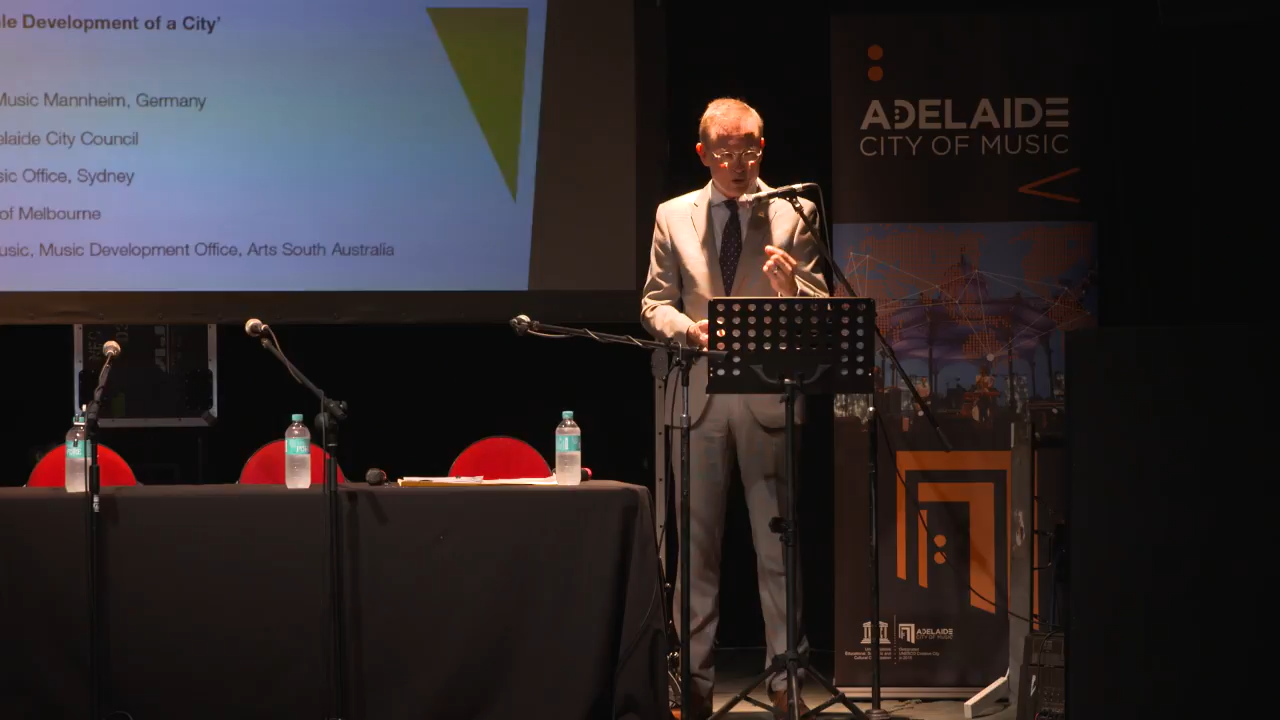 le Development of a City'
Music Mannheim, Germany
elaide City Council
sic Office, Sydney
of Melbourne
usic, Music Development Office, Arts South Australia
ADELAIDE
CITY OF MUSIC
ADELAIDE
CITY OF MUSIC